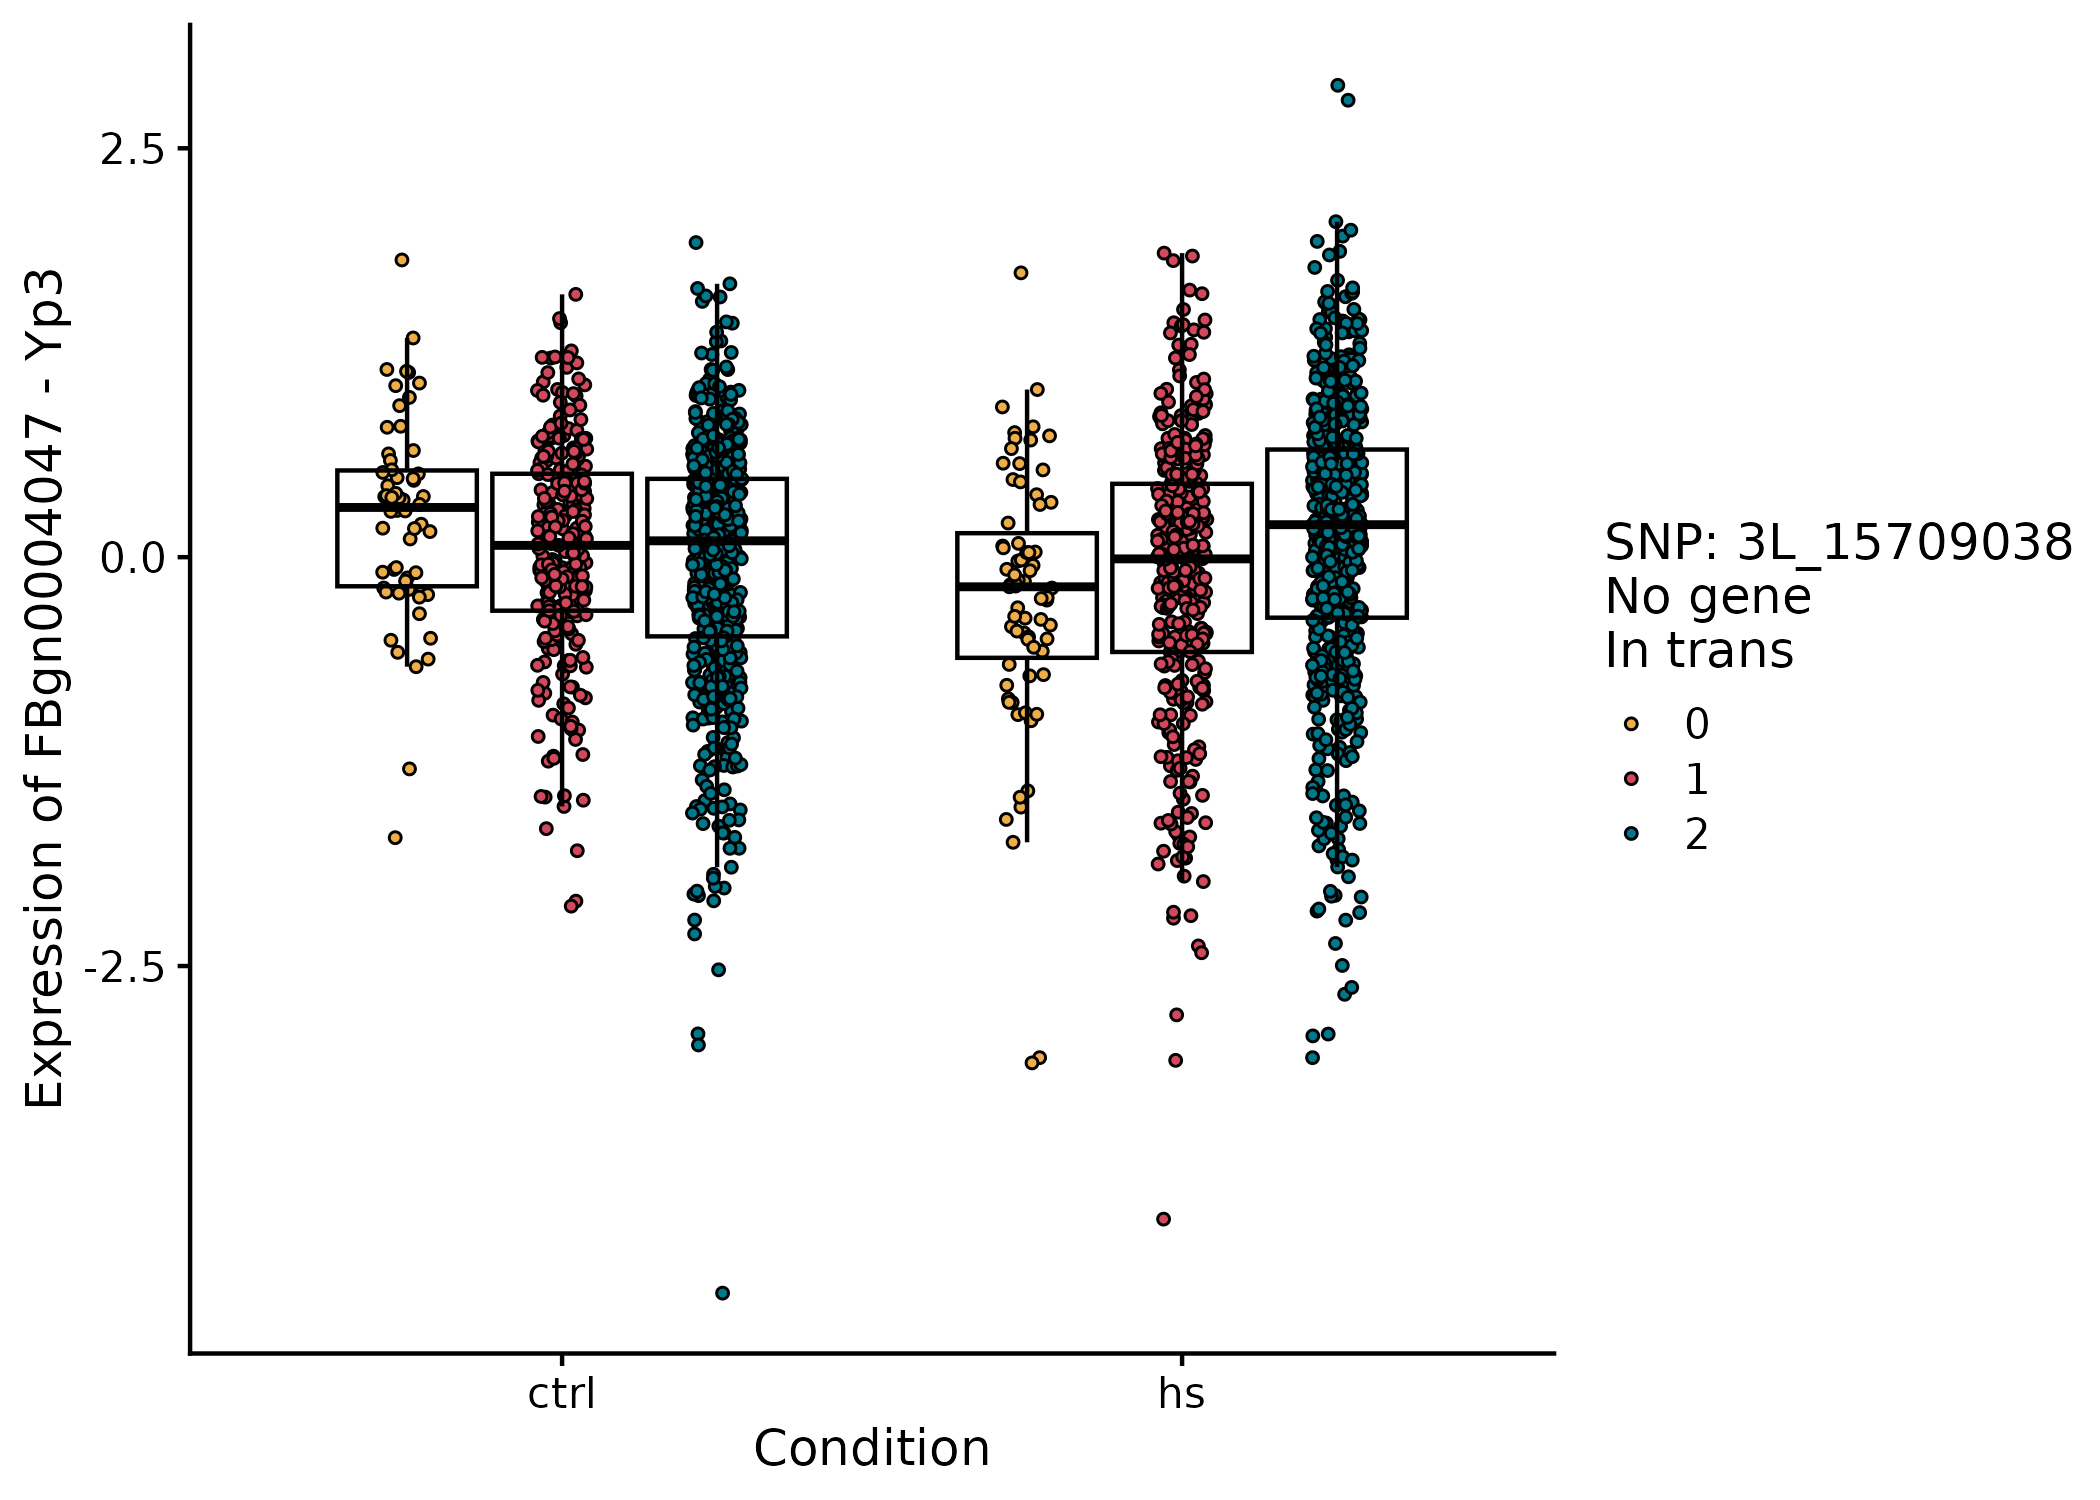 Expression of FBgn0004047 - Yp3
2.5
0.0
-2.5
ctrl
hs
Condition
SNP: 3L_15709038
No gene
In trans
0
1
2